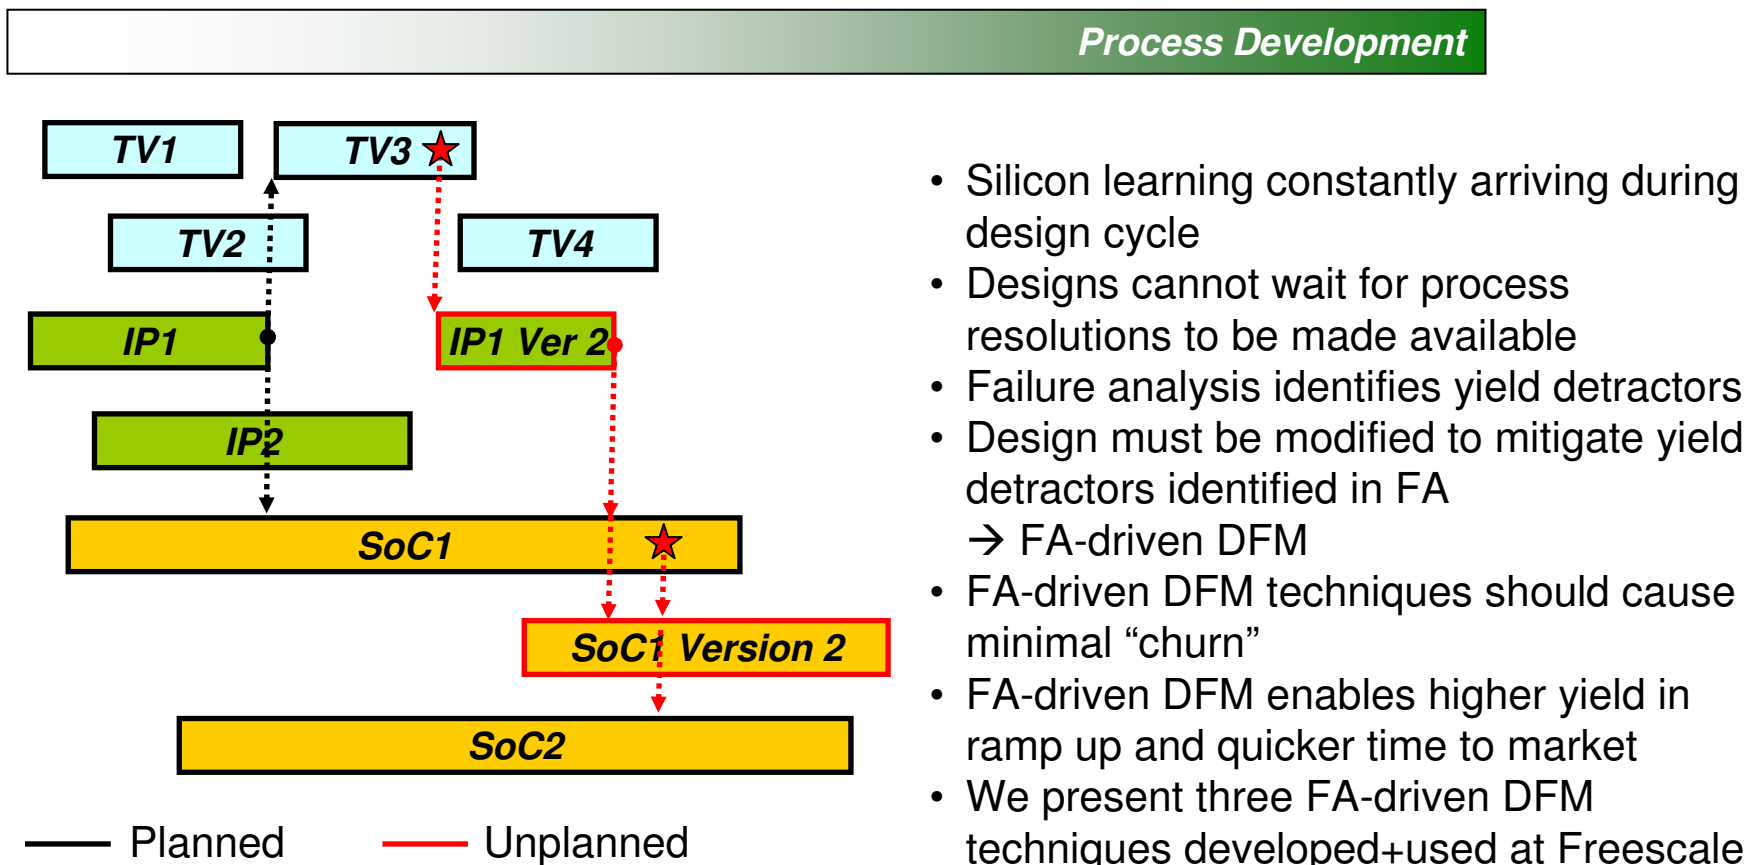 Process Development
TV1
TV3
TV2
TV4
IP1
IP1 Ver 2
IP2
SoC1
SoC1 Version 2
SoC2
Planned
Unplanned
• Silicon learning constantly arriving during
design cycle
• Designs cannot wait for process
resolutions to be made available
• Failure analysis identifies yield detractors
• Design must be modified to mitigate yield
detractors identified in FA
→ FA-driven DFM
• FA-driven DFM techniques should cause
minimal “churn”
• FA-driven DFM enables higher yield in
ramp up and quicker time to market
• We present three FA-driven DFM
techniques developed+used at Freescale